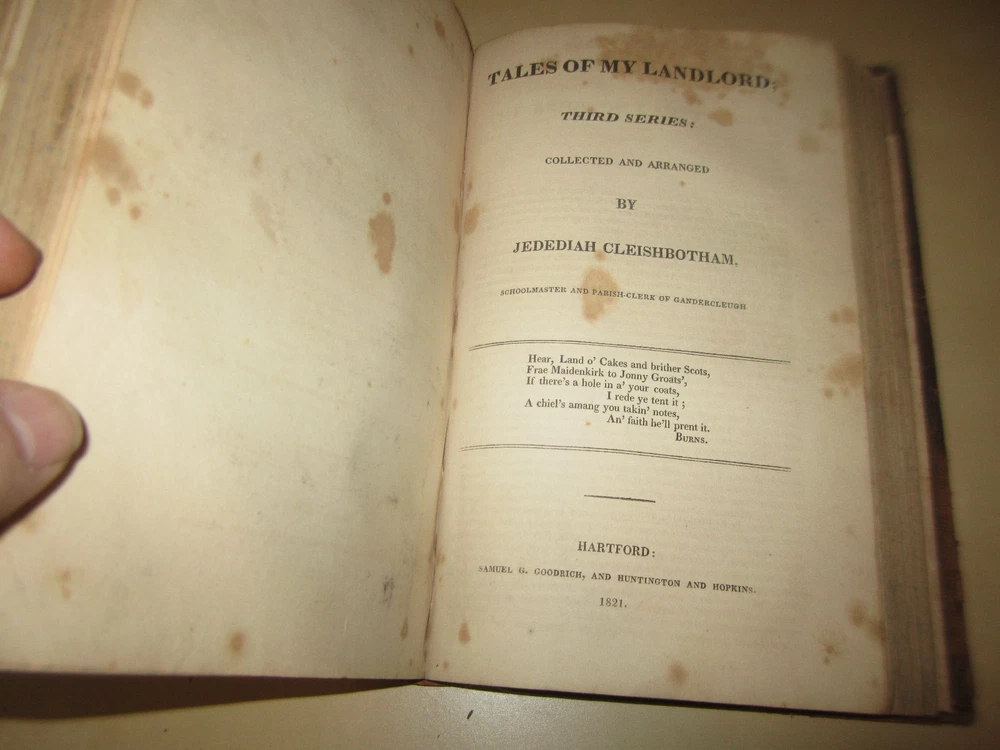 TALES OF MY LANDLORD;
THIRD SERIES:
COLLECTED AND ARRANGED
BY
JEDEDIAH CLEISHBOTHAM,
SCHOOLMASTER AND PARISH-CLERK OF GANDERCLEUGH
Hear, Land o' Cakes and brither Scots,
Frae Maidenkirk to Jonny Groats',
If there's a hole in a' your coats,
I rede ye tent it ;
A chiel's amang you takin' notes,
An' faith he'll prent it.
BURNS.
HARTFORD:
SAMUEL G. GOODRICH, AND HUNTINGTON AND HOPKINS.
1821.